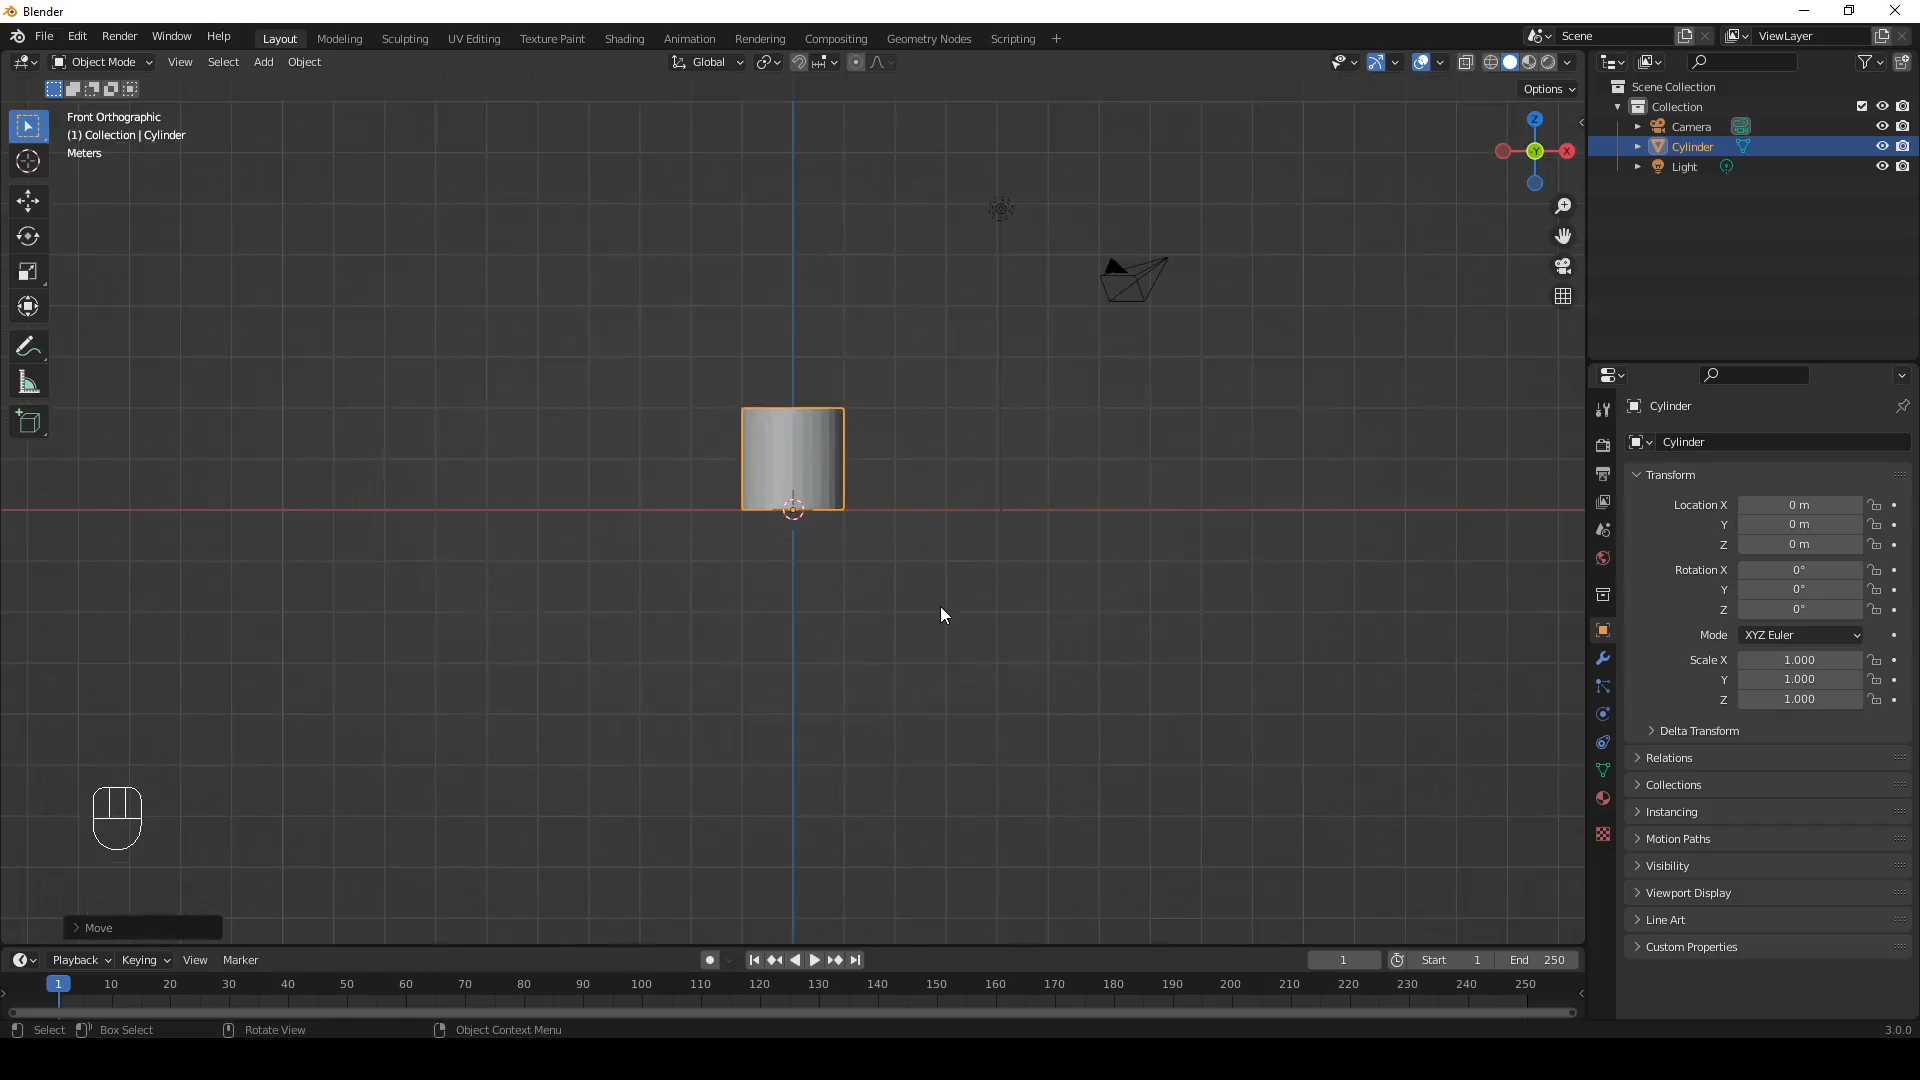 Blender
File Edit Render Window Help
Layout Modeling Sculpting UV Editing Texture Paint Shading Animation Rendering Compositing Geometry Nodes Scripting +
Scene
ViewLayer
Object Mode View Select Add Object
Global
Options
Front Orthographic
(1) Collection | Cylinder
Meters
Z
-Y
X
Scene Collection
Collection
Camera
Cylinder
Light
Cylinder
Cylinder
Transform
Location X 0 m
Y 0 m
Z 0 m
Rotation X 0°
Y 0°
Z 0°
Mode XYZ Euler
Scale X 1.000
Y 1.000
Z 1.000
Delta Transform
Relations
Collections
Instancing
Motion Paths
Visibility
Viewport Display
Line Art
Custom Properties
Move
Playback Keying View Marker
1
Start 1
End 250
1 10 20 30 40 50 60 70 80 90 100 110 120 130 140 150 160 170 180 190 200 210 220 230 240 250
Select Box Select Rotate View Object Context Menu
3.0.0